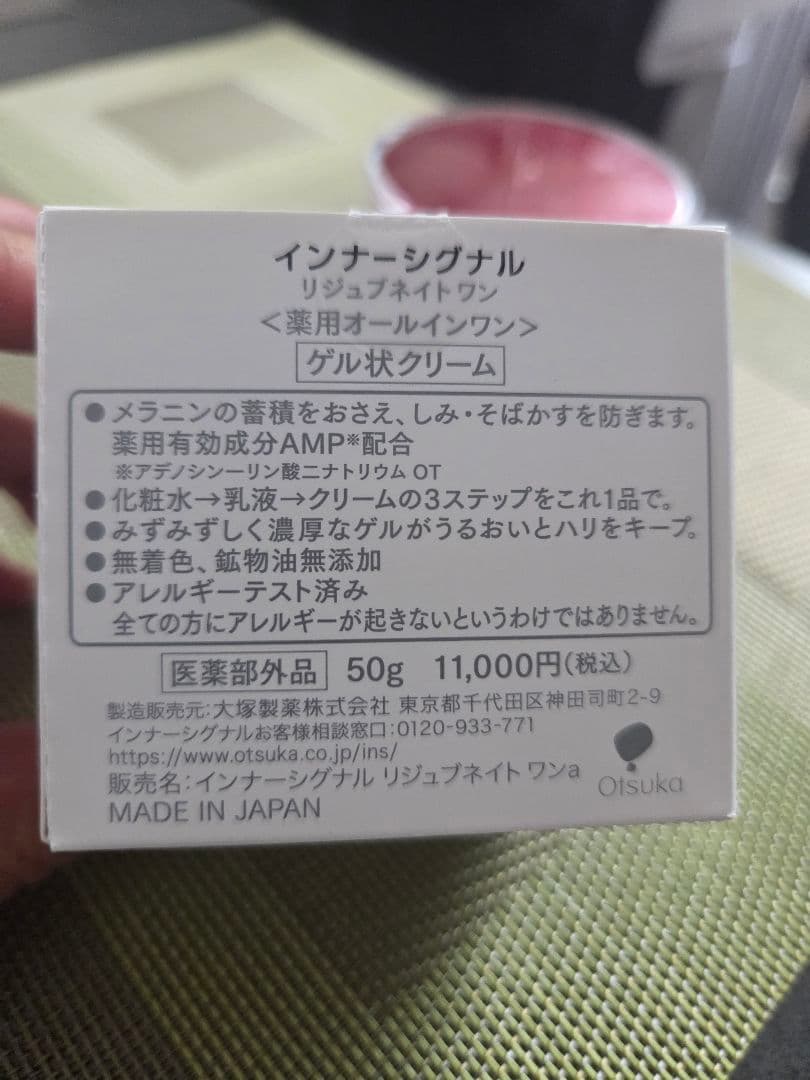 インナーシグナル
リジュブネイトワン
＜薬用オールインワン＞
ゲル状クリーム
●メラニンの蓄積をおさえ、しみ・そばかすを防ぎます。
薬用有効成分AMP※配合
※アデノシン一リン酸二ナトリウム OT
●化粧水→乳液→クリームの3ステップをこれ1品で。
●みずみずしく濃厚なゲルがうるおいとハリをキープ。
●無着色、鉱物油無添加
●アレルギーテスト済み
全ての方にアレルギーが起きないというわけではありません。
医薬部外品 50g 11,000円(税込)
製造販売元:大塚製薬株式会社 東京都千代田区神田司町2-9
インナーシグナルお客様相談窓口:0120-933-771
https://www.otsuka.co.jp/ins/
販売名:インナーシグナル リジュブネイト ワンa
Otsuka
MADE IN JAPAN